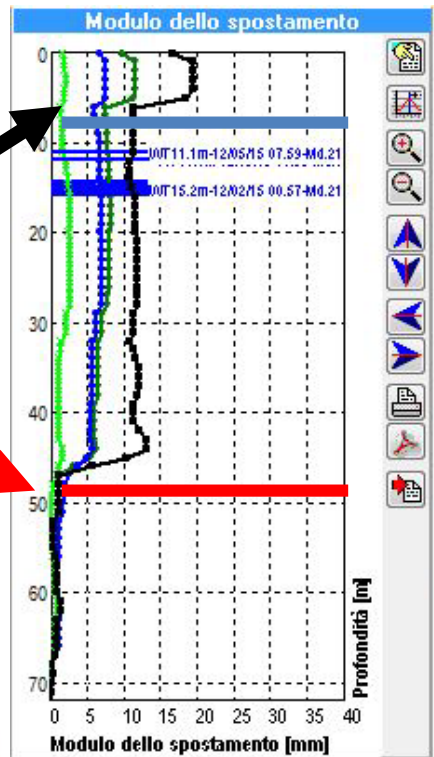 Modulo dello spostamento
0
10
WT11.1m-12/05/15 07.59-Md.21
WT15.2m-12/02/15 00.57-Md.21
20
30
40
50
60
70
Profondità [m]
0 5 10 15 20 25 30 35 40
Modulo dello spostamento [mm]